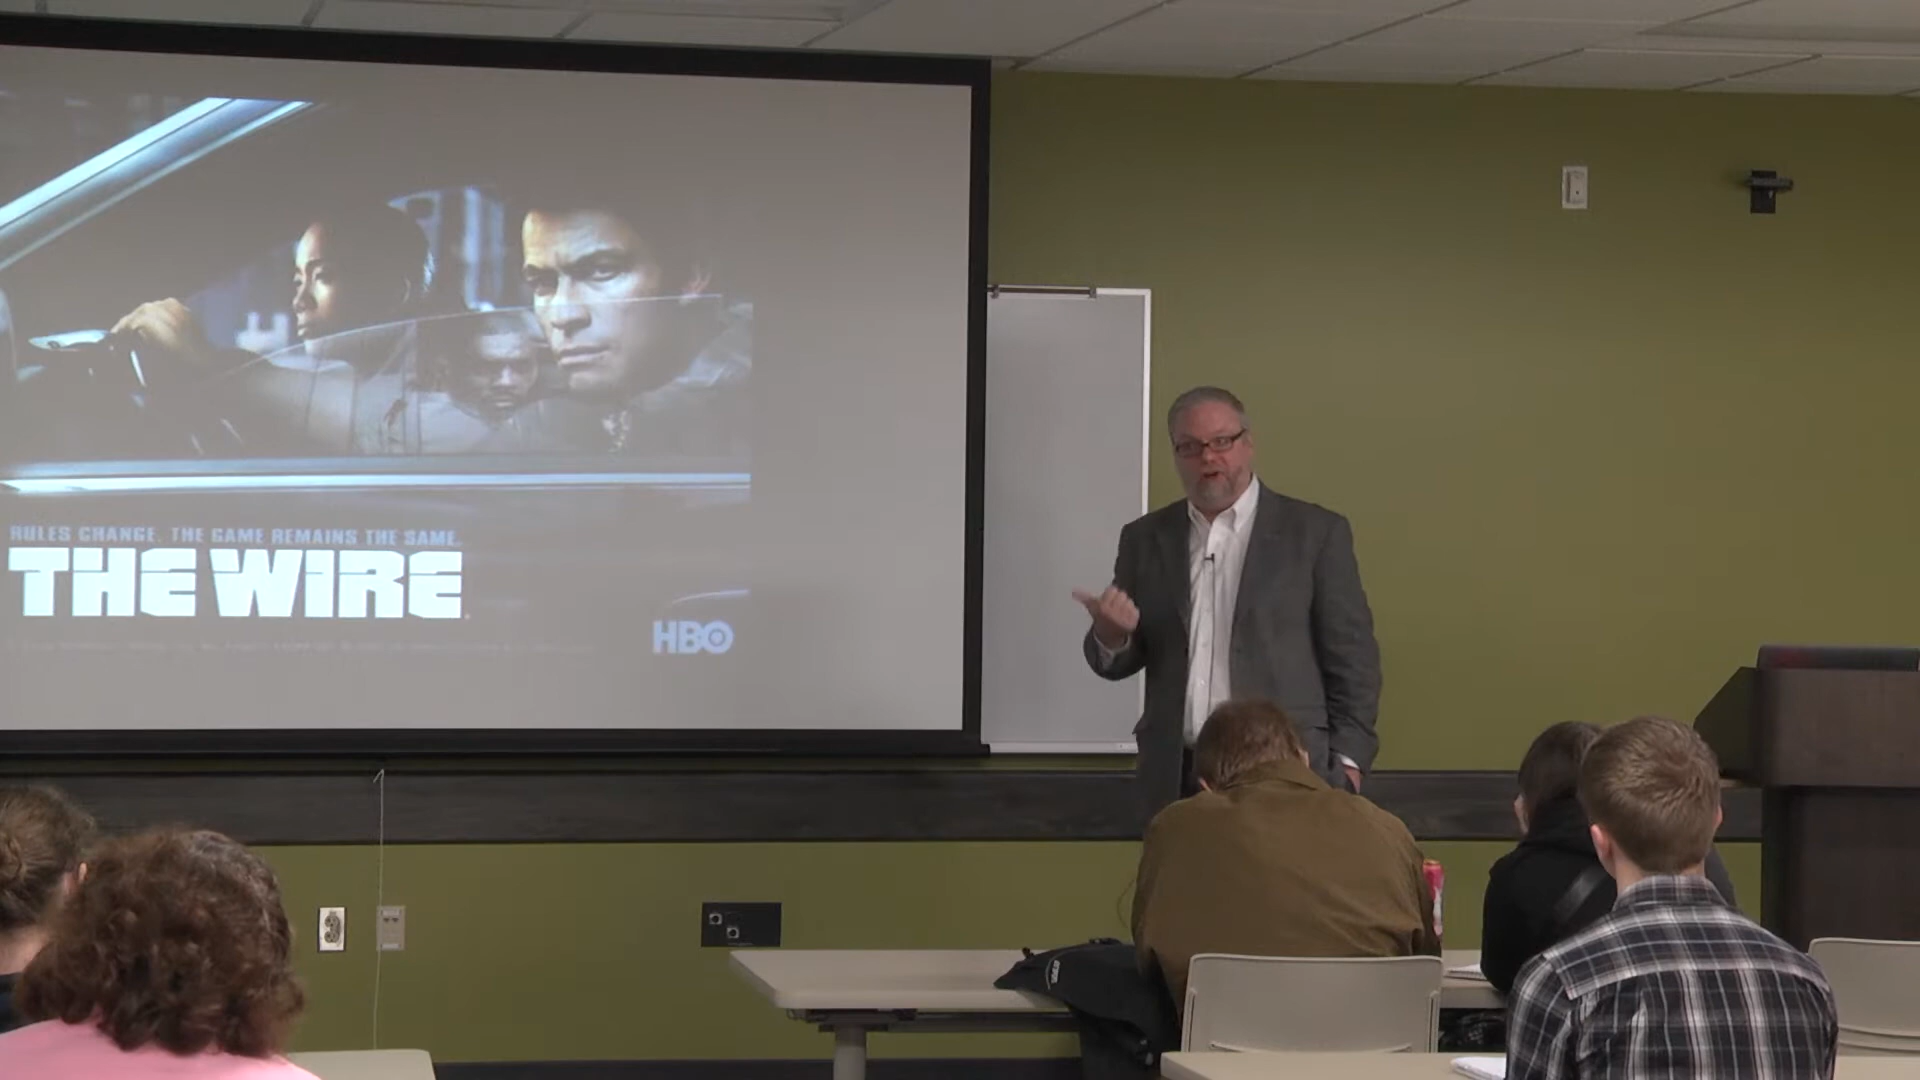 RULES CHANGE. THE GAME REMAINS THE SAME.
THE WIRE
HBO